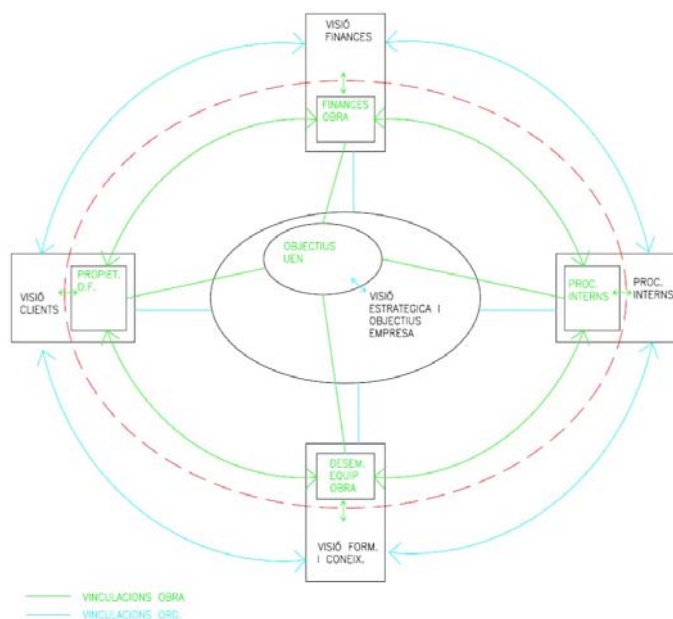 VISIÓ
FINANCES
FINANCES
OBRA
OBJECTIUS
UEN
VISIÓ
ESTRATEGICA I
OBJECTIUS
EMPRESA
VISIÓ
CLIENTS
PROPIET.
D.F.
PROC.
INTERNS
PROC.
INTERNS
DESEM.
EQUIP
OBRA
VISIÓ FORM.
I CONEIX.
VINCULACIONS OBRA
VINCULACIONS ORG.